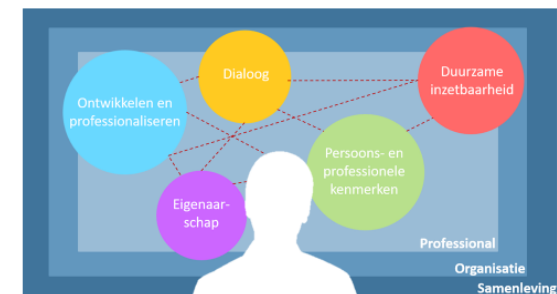 Dialoog
Duurzame
inzetbaarheid
Ontwikkelen en
professionaliseren
Persoons- en
professionele
kenmerken
Eigenaar-
schap
Professional
Organisatie
Samenleving